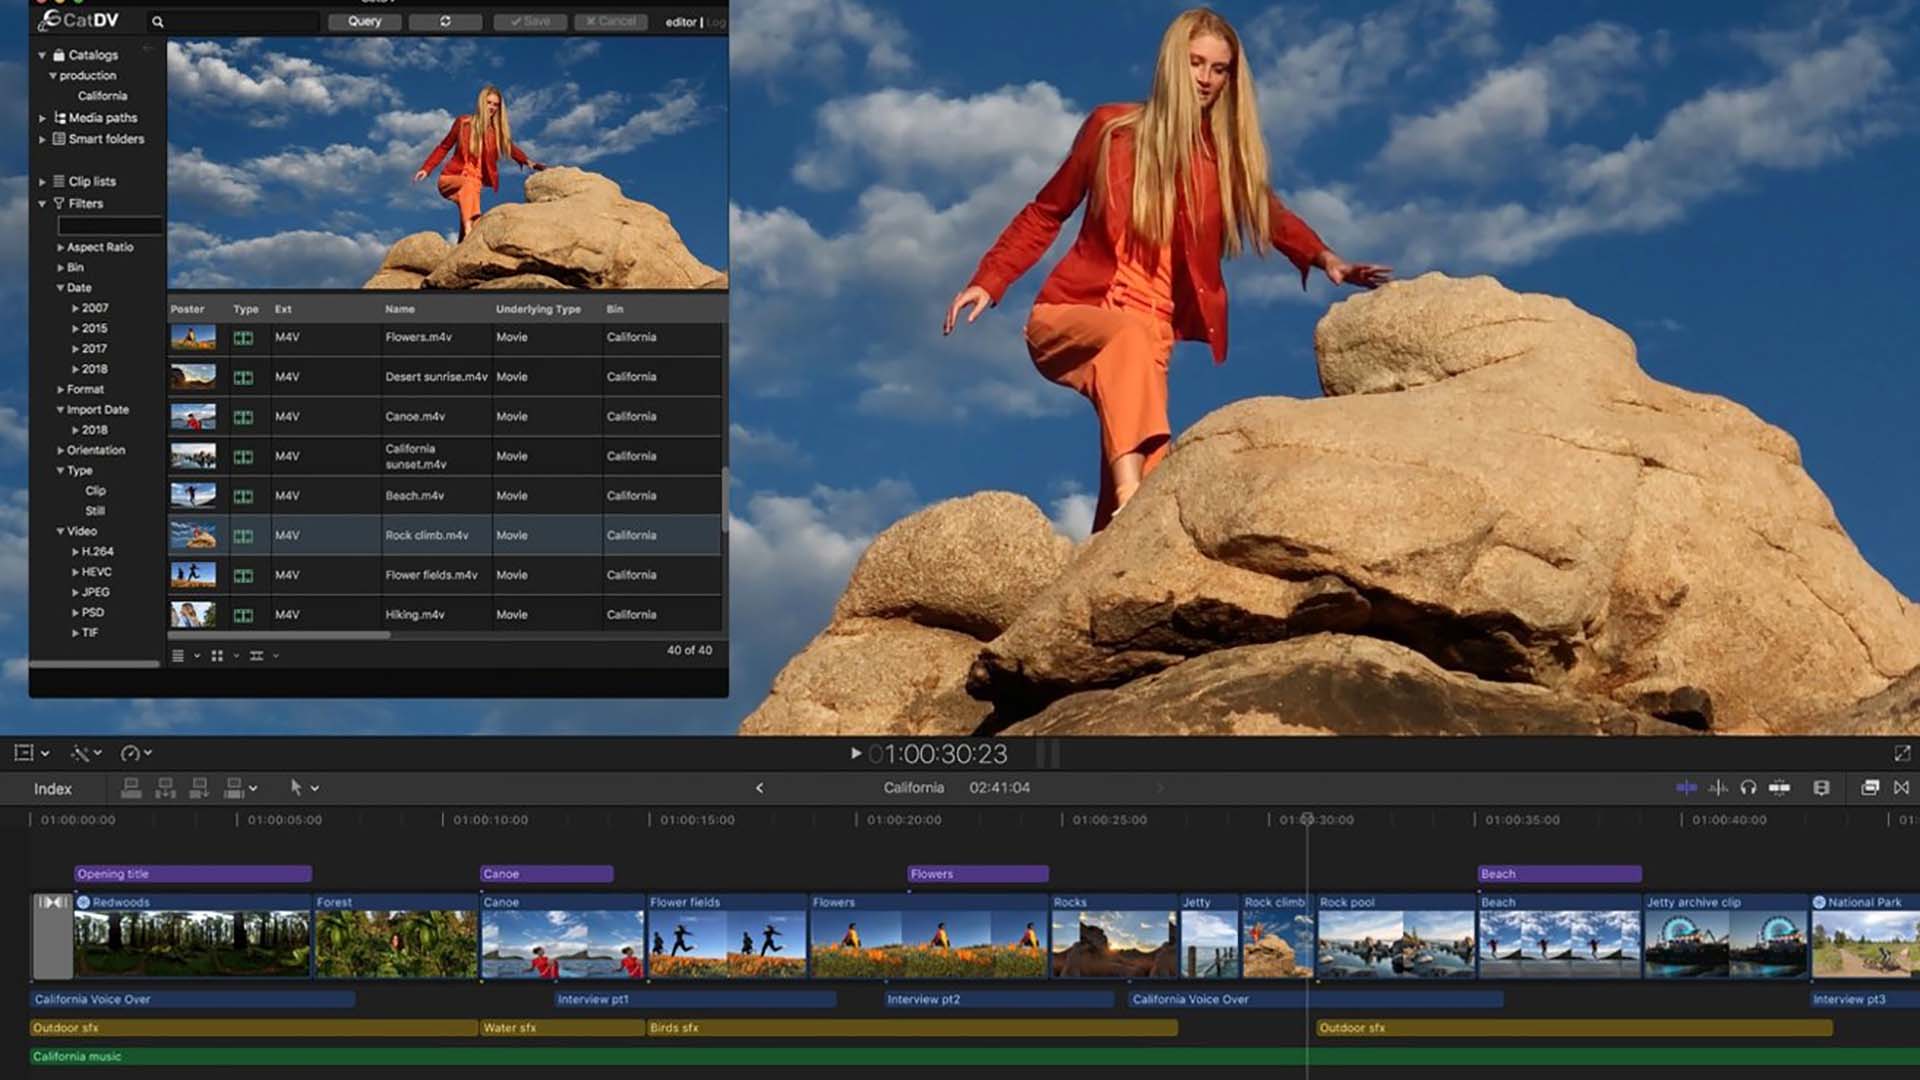 CatDV
CatDV
Query
Save
Cancel
editor | Log
Catalogs
production
California
Media paths
Smart folders
Clip lists
Filters
Aspect Ratio
Bin
Date
2007
2015
2017
2018
Format
Import Date
2018
Orientation
Type
Clip
Still
Video
H.264
HEVC
JPEG
PSD
TIF
Poster Type Ext Name Underlying Type Bin
M4V Flowers.m4v Movie California
M4V Desert sunrise.m4v Movie California
M4V Canoe.m4v Movie California
M4V California sunset.m4v Movie California
M4V Beach.m4v Movie California
M4V Rock climb.m4v Movie California
M4V Flower fields.m4v Movie California
M4V Hiking.m4v Movie California
40 of 40
01:00:30:23
Index
California 02:41:04
01:00:00:00 01:00:05:00 01:00:10:00 01:00:15:00 01:00:20:00 01:00:25:00 01:00:30:00 01:00:35:00 01:00:40:00 01:
Opening title Canoe Flowers Beach
Redwoods Forest Canoe Flower fields Flowers Rocks Jetty Rock climb Rock pool Beach Jetty archive clip National Park
California Voice Over Interview pt1 Interview pt2 California Voice Over Interview pt3
Outdoor sfx Water sfx Birds sfx Outdoor sfx
California music